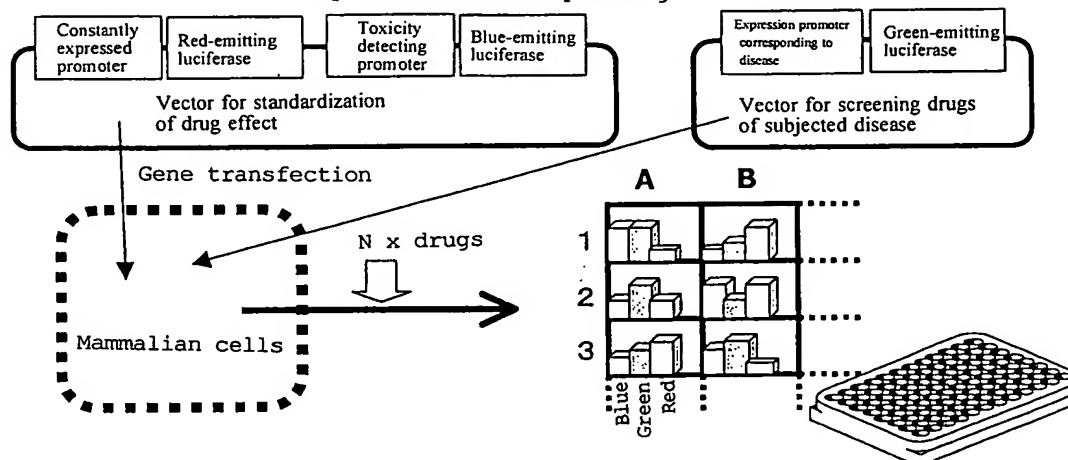 Constantly
expressed
promoter
Red-emitting
luciferase
Toxicity
detecting
promoter
Blue-emitting
luciferase
Expression promoter
corresponding to
disease
Green-emitting
luciferase
Vector for standardization
of drug effect
Vector for screening drugs
of subjected disease
Gene transfection
A B
N x drugs
1
2
3
Mammalian cells
Blue
Green
Red